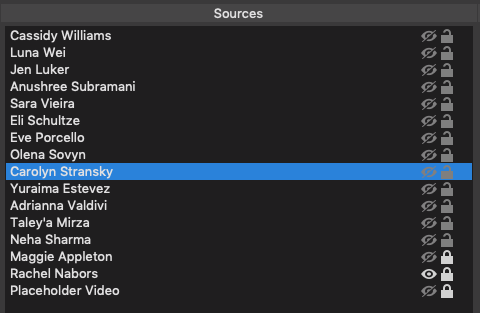 Sources
Cassidy Williams
Luna Wei
Jen Luker
Anushree Subramani
Sara Vieira
Eli Schultze
Eve Porcello
Olena Sovyn
Carolyn Stransky
Yuraima Estevez
Adrianna Valdivi
Taley'a Mirza
Neha Sharma
Maggie Appleton
Rachel Nabors
Placeholder Video